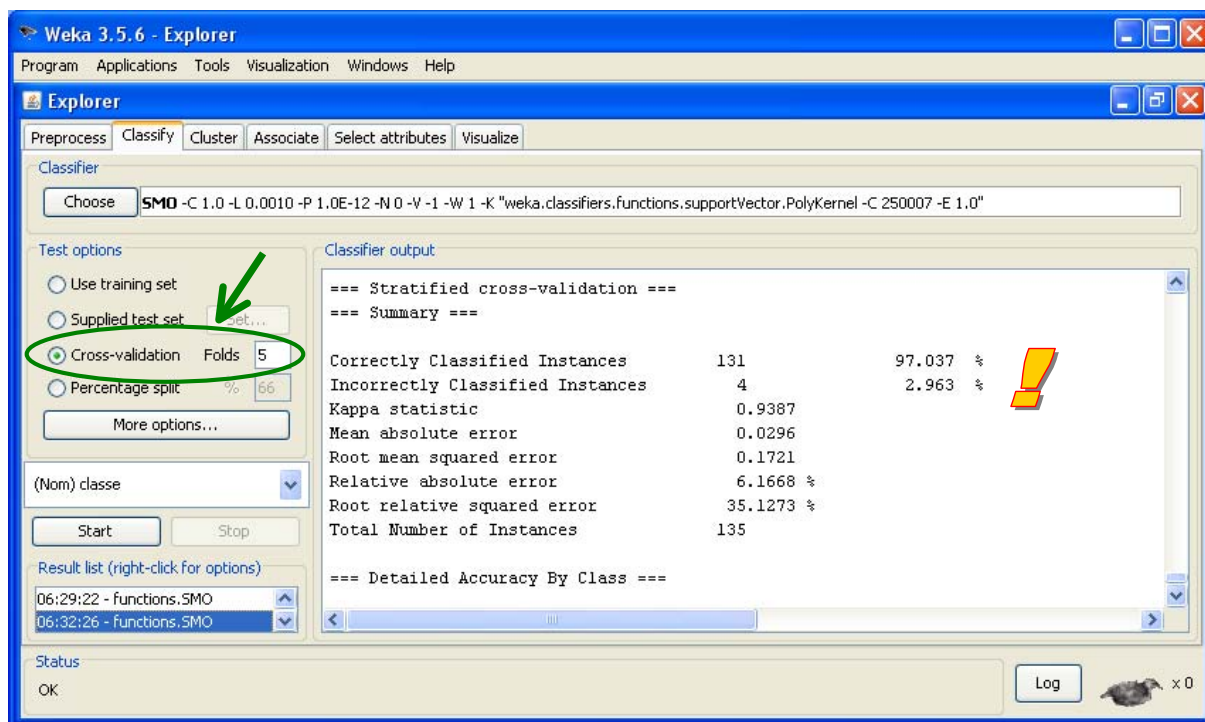 Weka 3.5.6 - Explorer
Program Applications Tools Visualization Windows Help
Explorer
Preprocess Classify Cluster Associate Select attributes Visualize
Classifier
Choose SMO -C 1.0 -L 0.0010 -P 1.0E-12 -N 0 -V -1 -W 1 -K "weka.classifiers.functions.supportVector.PolyKernel -C 250007 -E 1.0"
Test options
Use training set
Supplied test set Set...
Cross-validation Folds 5
Percentage split % 66
More options...
(Nom) classe
Start Stop
Result list (right-click for options)
06:29:22 - functions.SMO
06:32:26 - functions.SMO
Classifier output
=== Stratified cross-validation ===
=== Summary ===
Correctly Classified Instances 131 97.037 %
Incorrectly Classified Instances 4 2.963 %
Kappa statistic 0.9387
Mean absolute error 0.0296
Root mean squared error 0.1721
Relative absolute error 6.1668 %
Root relative squared error 35.1273 %
Total Number of Instances 135
=== Detailed Accuracy By Class ===
!
Status
OK
Log x 0